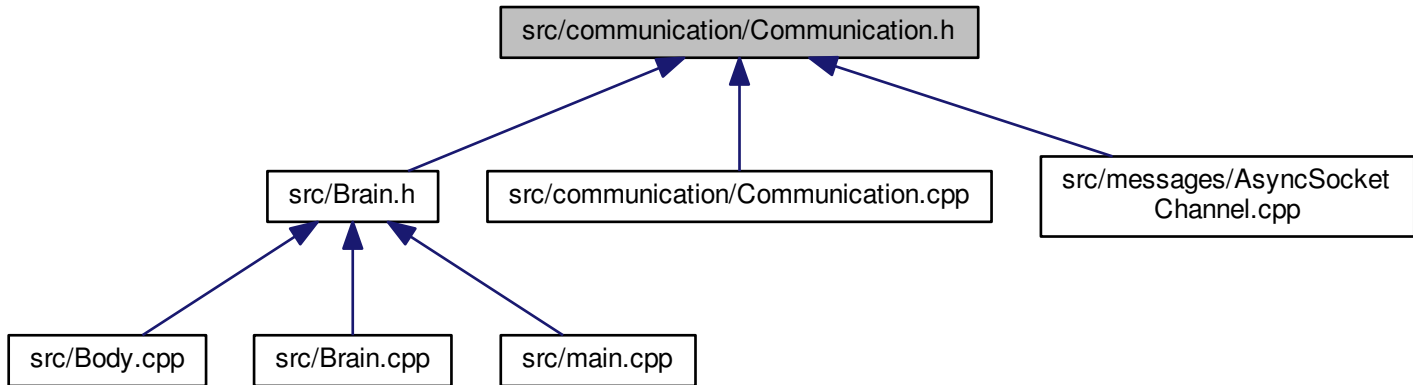 src/communication/Communication.h
src/Brain.h
src/communication/Communication.cpp
src/messages/AsyncSocket
Channel.cpp
src/Body.cpp
src/Brain.cpp
src/main.cpp